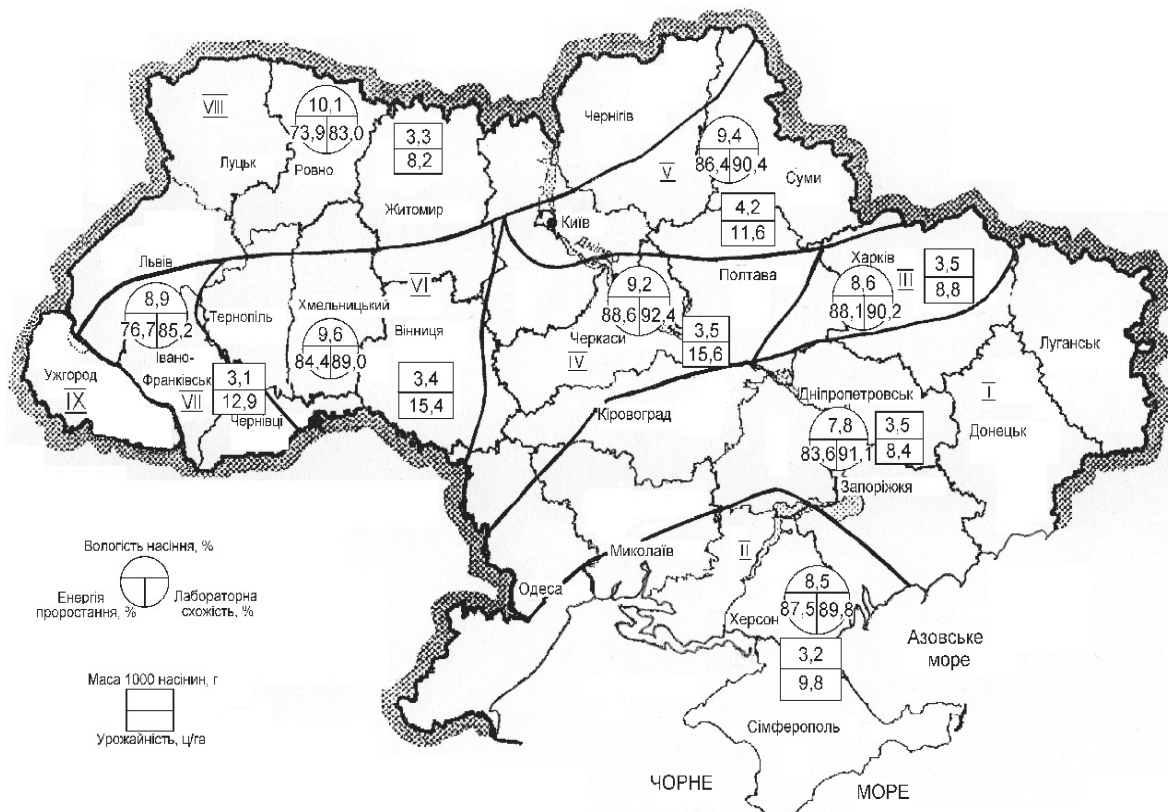 VIII
Луцьк
10,1
73,9 83,0
Ровно
3,3
8,2
Житомир
Чернігів
V
9,4
86,4 90,4
Суми
4,2
11,6
Київ
Дніп
Львів
8,9
76,7 85,2
Івано-
Франківськ
VII
Ужгород
IX
Тернопіль
Хмельницький
9,6
84,4 89,0
3,1
12,9
Чернівці
VI
Вінниця
3,4
15,4
9,2
88,6 92,4
Черкаси
IV
3,5
15,6
Полтава
Харків
8,6
88,1 90,2
III
3,5
8,8
Луганськ
I
Донецьк
Кіровоград
Дніпропетровськ
7,8
83,6 91,1
3,5
8,4
Запоріжжя
Миколаїв
Одеса
II
Херсон
8,5
87,5 89,8
3,2
9,8
Сімферополь
Азовське
море
ЧОРНЕ МОРЕ
Вологість насіння, %
Енергія
проростання, %
Лабораторна
схожість, %
Маса 1000 насінин, г
Урожайність, ц/га